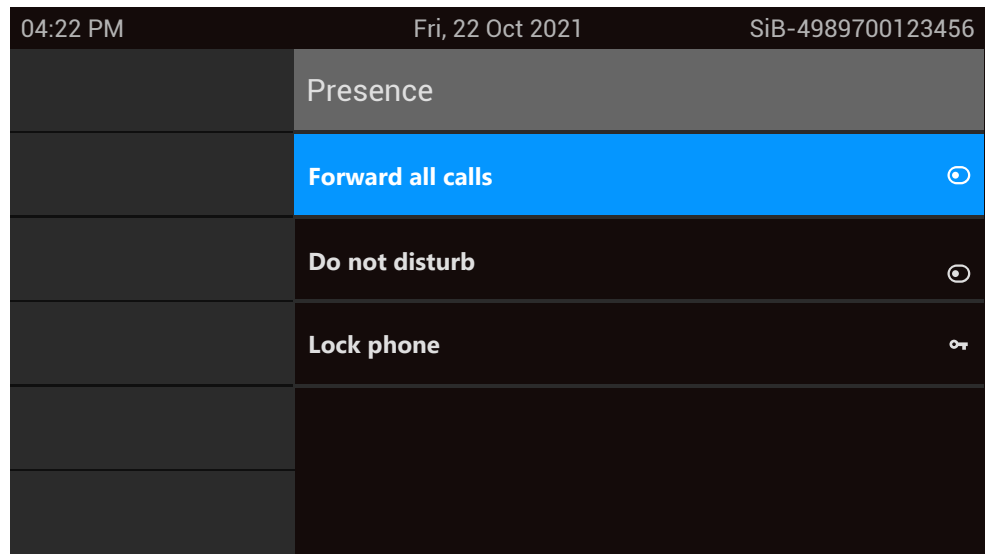 04:22 PM Fri, 22 Oct 2021 SiB-4989700123456
Presence
Forward all calls
Do not disturb
Lock phone